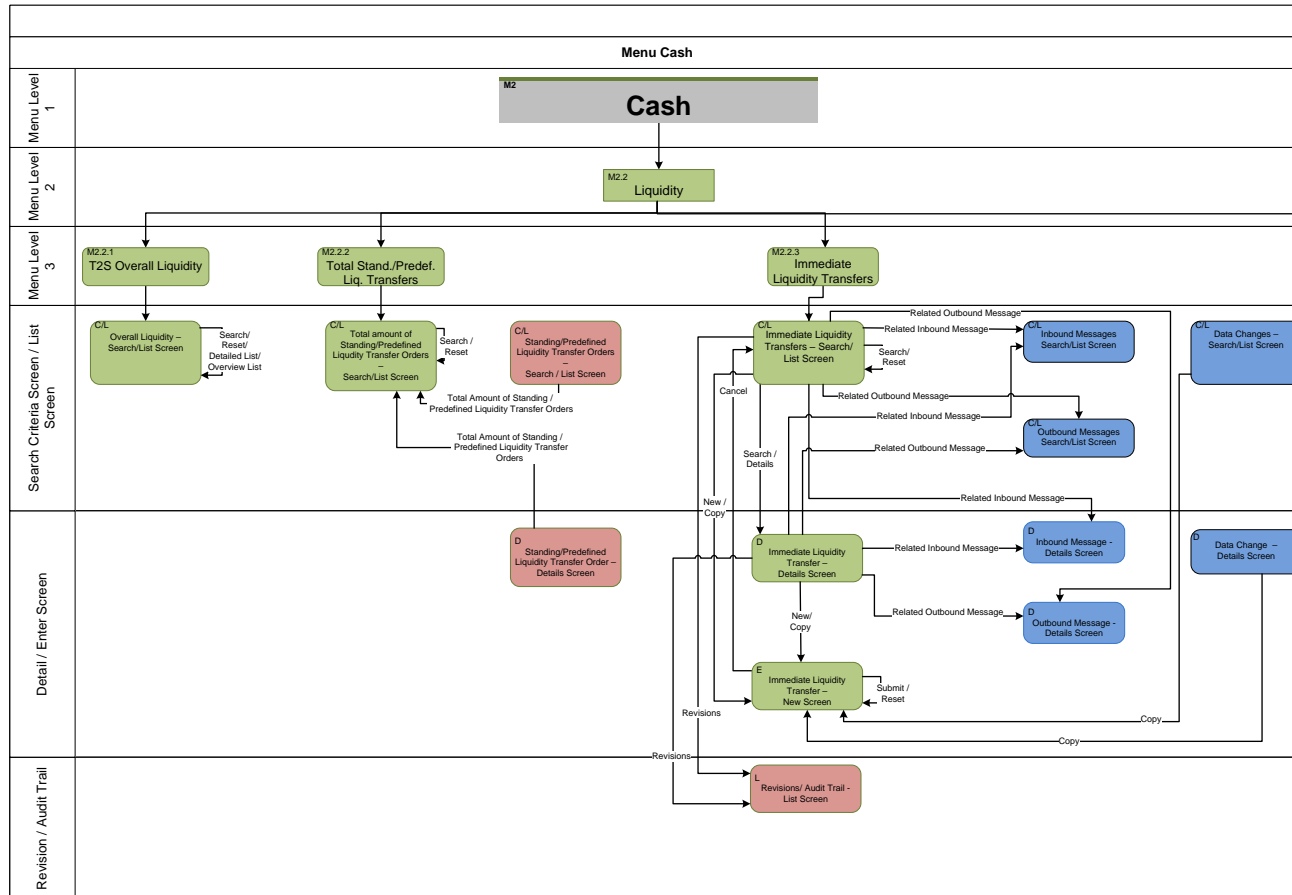 Menu Cash
Menu Level
1
M2
Cash
Menu Level
2
M2.2
Liquidity
Menu Level
3
M2.2.1
T2S Overall Liquidity
M2.2.2
Total Stand./Predef.
Liq. Transfers
M2.2.3
Immediate
Liquidity Transfers
Search Criteria Screen / List
Screen
C/L
Overall Liquidity –
Search/List Screen
Search/
Reset/
Detailed List/
Overview List
C/L
Total amount of
Standing/Predefined
Liquidity Transfer Orders
–
Search/List Screen
Search /
Reset
C/L
Standing/Predefined
Liquidity Transfer Orders
–
Search / List Screen
Total Amount of Standing /
Predefined Liquidity Transfer Orders
Total Amount of Standing /
Predefined Liquidity Transfer
Orders
C/L
Immediate Liquidity
Transfers – Search/
List Screen
Search/
Reset
Cancel
Related Outbound Message
Related Inbound Message
C/L
Inbound Messages
Search/List Screen
C/L
Data Changes –
Search/List Screen
Related Outbound Message
Related Inbound Message
C/L
Outbound Messages
Search/List Screen
Related Outbound Message
Search /
Details
New /
Copy
Related Inbound Message
Detail / Enter Screen
D
Standing/Predefined
Liquidity Transfer Order –
Details Screen
D
Immediate Liquidity
Transfer –
Details Screen
Related Inbound Message
D
Inbound Message -
Details Screen
D
Data Change –
Details Screen
Related Outbound Message
D
Outbound Message -
Details Screen
New/
Copy
E
Immediate Liquidity
Transfer –
New Screen
Submit /
Reset
Revisions
Copy
Copy
Revisions
Revision / Audit Trail
L
Revisions/ Audit Trail -
List Screen